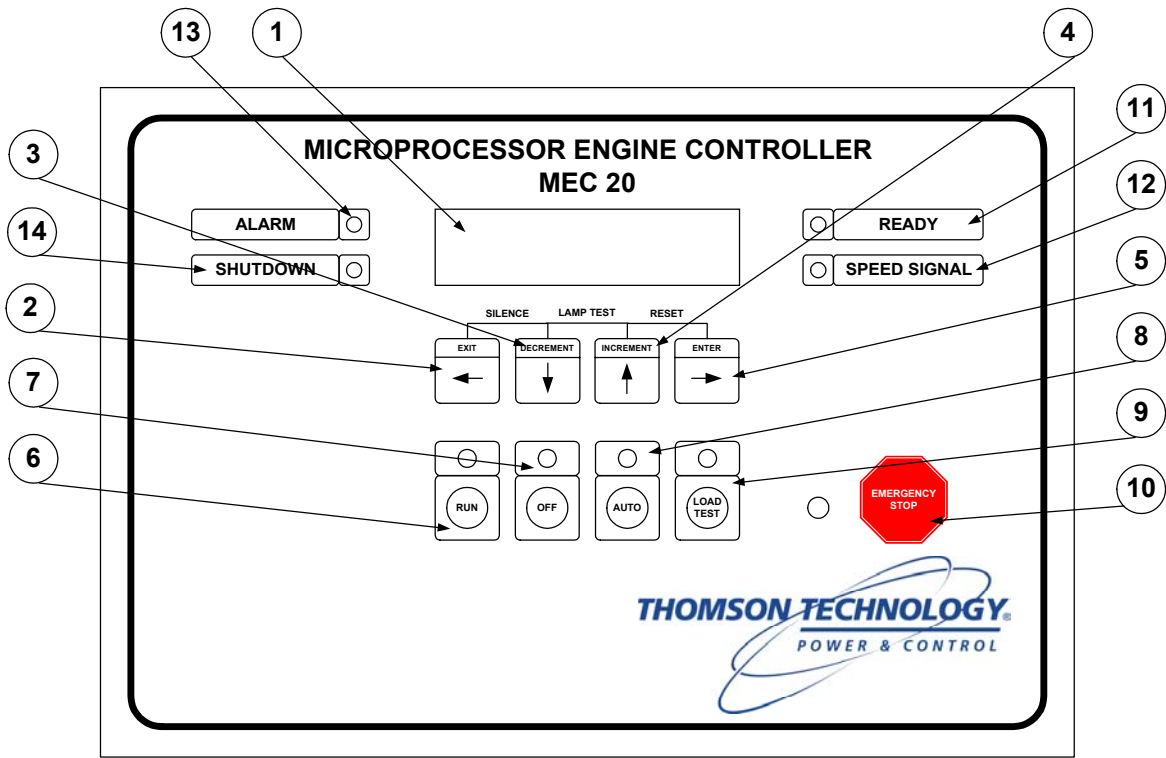 13
1
4
11
3
MICROPROCESSOR ENGINE CONTROLLER
MEC 20
12
14
ALARM
READY
SHUTDOWN
SPEED SIGNAL
5
2
SILENCE LAMP TEST RESET
EXIT DECREMENT INCREMENT ENTER
8
7
9
6
RUN
OFF
AUTO
LOAD
TEST
EMERGENCY
STOP
10
THOMSON TECHNOLOGY®
POWER & CONTROL